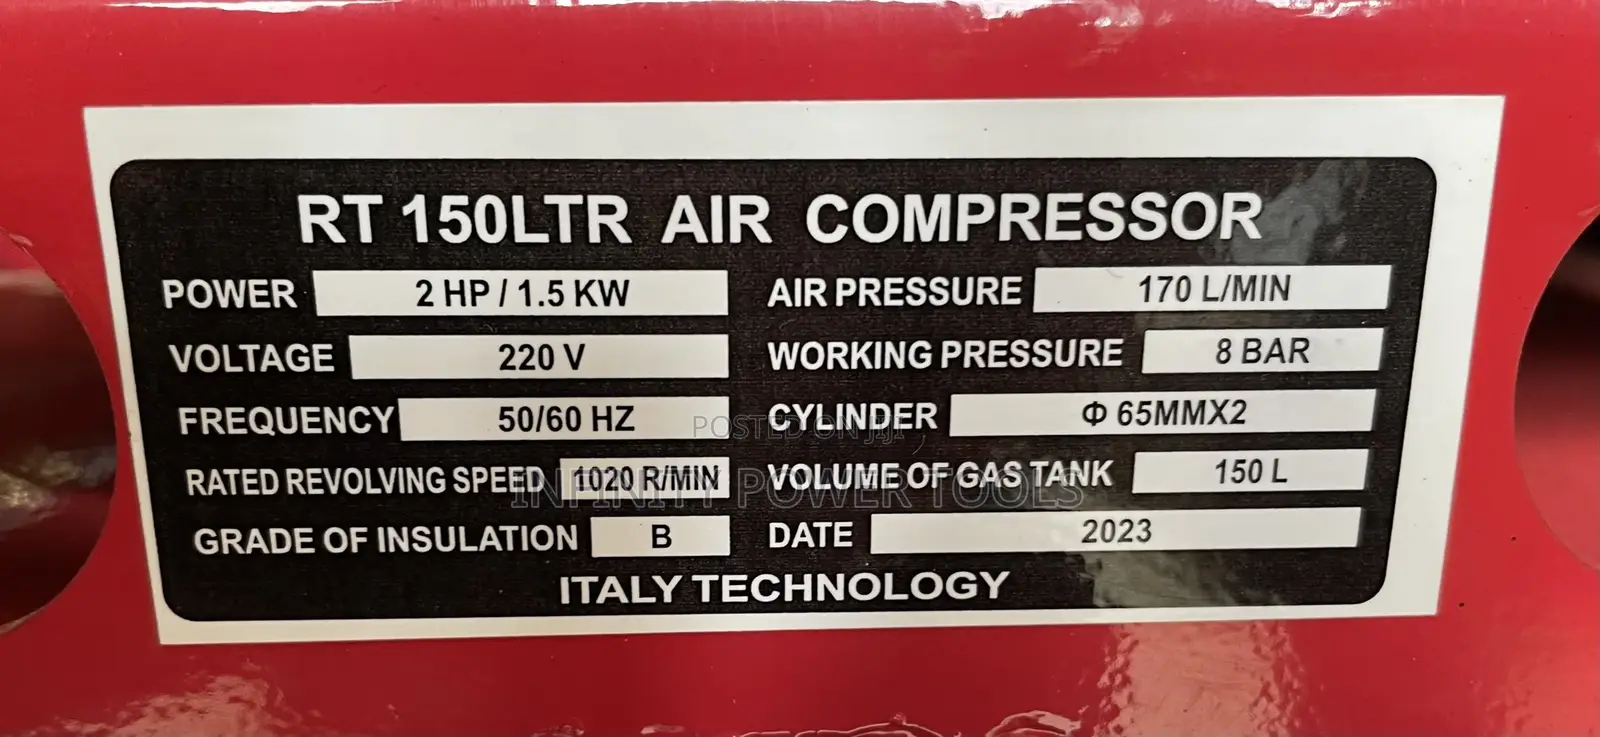 RT 150LTR AIR COMPRESSOR
POWER 2 HP / 1.5 KW
AIR PRESSURE 170 L/MIN
VOLTAGE 220 V
WORKING PRESSURE 8 BAR
FREQUENCY 50/60 HZ
CYLINDER Φ 65MMX2
POSTED ON JIJI
RATED REVOLVING SPEED 1020 R/MIN
VOLUME OF GAS TANK 150 L
INFINITY POWER TOOLS
GRADE OF INSULATION B
DATE 2023
ITALY TECHNOLOGY